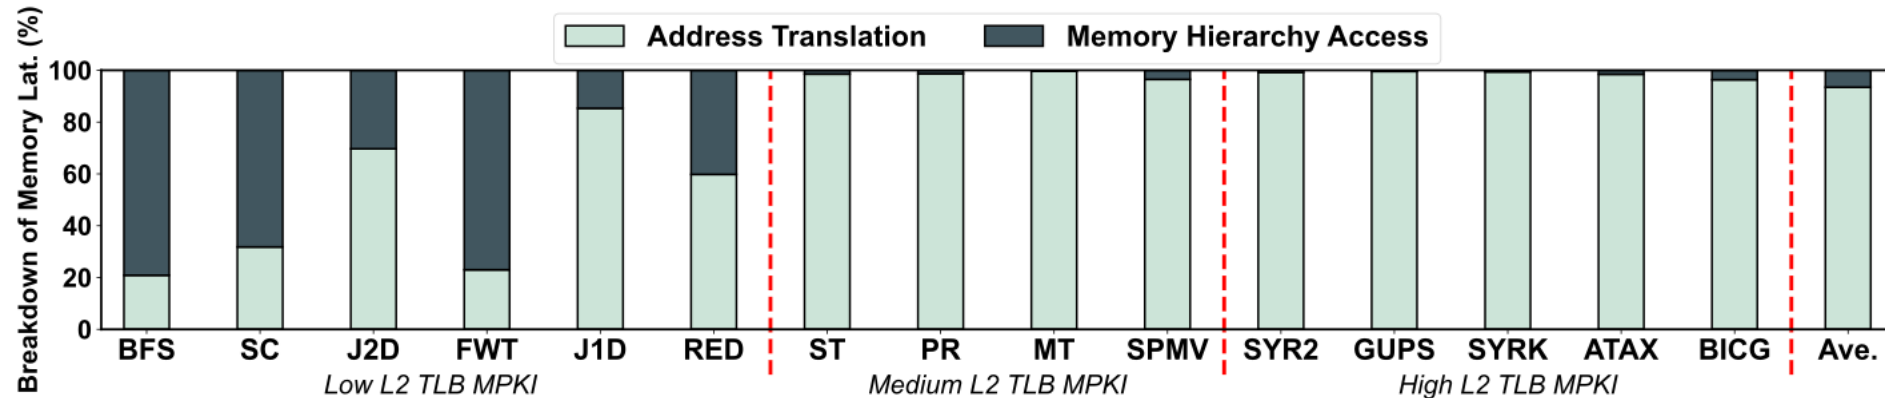 Address Translation Memory Hierarchy Access
Breakdown of Memory Lat. (%)
100
80
60
40
20
0
BFS SC J2D FWT J1D RED ST PR MT SPMV SYR2 GUPS SYRK ATAX BICG Ave.
Low L2 TLB MPKI Medium L2 TLB MPKI High L2 TLB MPKI